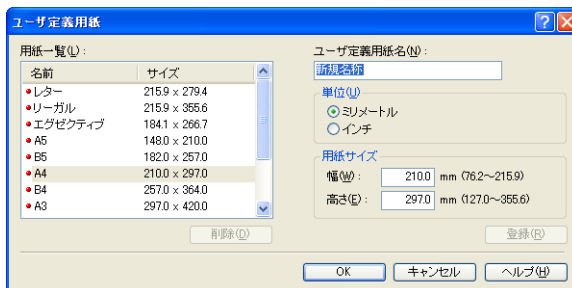 ユーザ定義用紙
用紙一覧(L):
名前 サイズ
レター 215.9 x 279.4
リーガル 215.9 x 355.6
エグゼクティブ 184.1 x 266.7
A5 148.0 x 210.0
B5 182.0 x 257.0
A4 210.0 x 297.0
B4 257.0 x 364.0
A3 297.0 x 420.0
削除(D)
ユーザ定義用紙名(N):
新規名称
単位(U)
ミリメートル
インチ
用紙サイズ
幅(W): 210.0 mm (76.2～215.9)
高さ(E): 297.0 mm (127.0～355.6)
登録(R)
OK キャンセル ヘルプ(H)